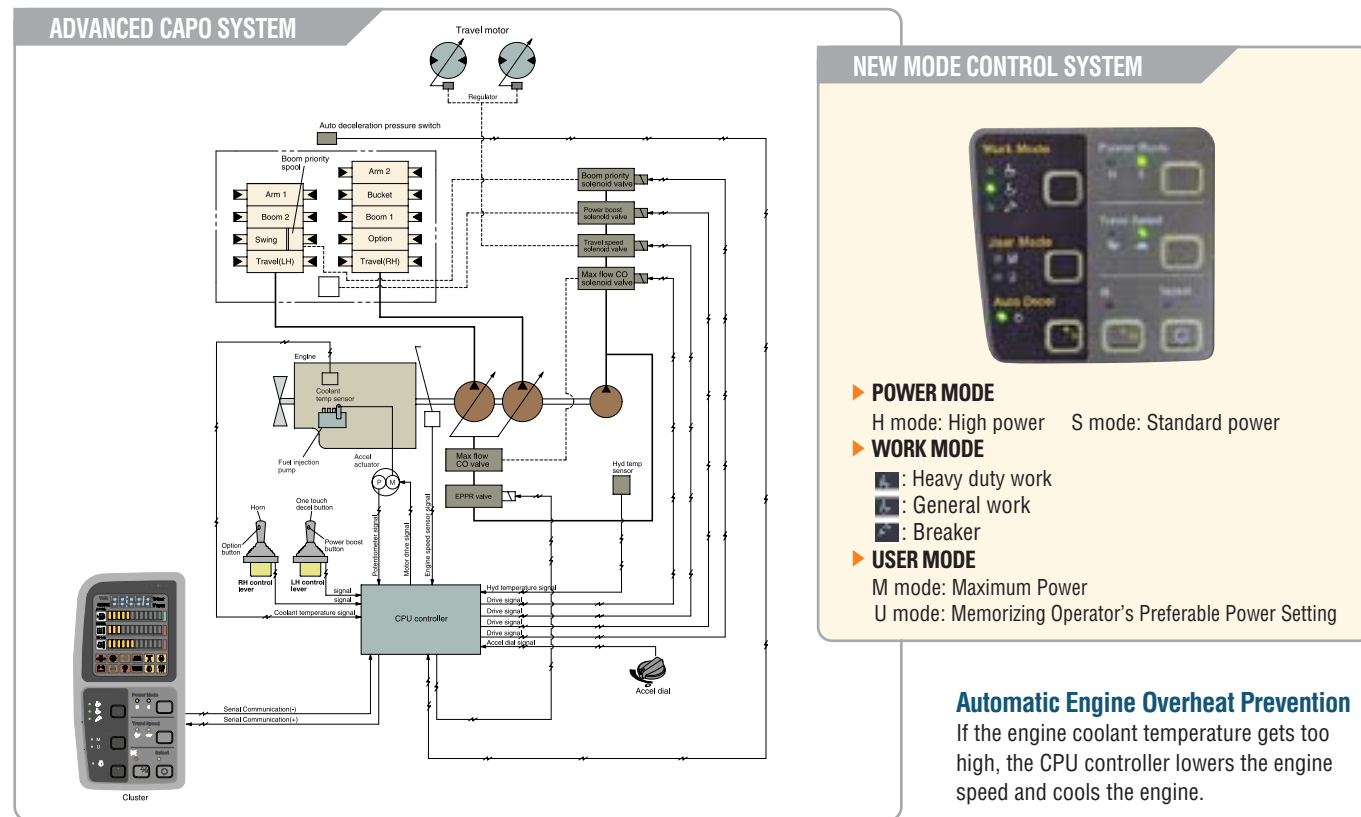 ADVANCED CAPO SYSTEM
Travel motor
Regulator
Auto deceleration pressure switch
Boom priority
spool
Arm 1
Boom 2
Swing
Travel(LH)
Arm 2
Bucket
Boom 1
Option
Travel(RH)
Boom priority
solenoid valve
Power boost
solenoid valve
Travel speed
solenoid valve
Max flow CO
solenoid valve
Engine
Coolant
temp sensor
Fuel injection
pump
Accel
actuator
P
M
Max flow
CO valve
EPPR valve
Hyd temp
sensor
Horn
Option
button
RH control
lever
One touch
decel button
Power boost
button
LH control
lever
Potentiometer signal
Motor drive signal
Engine speed sensor signal
signal
signal
Coolant temperature signal
CPU controller
Hyd temperature signal
Drive signal
Drive signal
Drive signal
Drive signal
Accel dial signal
Accel dial
Serial Communication(-)
Serial Communication(+)
Power Mode
Travel Speed
M
U
Select
Cluster
NEW MODE CONTROL SYSTEM
Work Mode
Power Mode
User Mode
Travel Speed
Auto Decel
POWER MODE
H mode: High power S mode: Standard power
WORK MODE
: Heavy duty work
: General work
: Breaker
USER MODE
M mode: Maximum Power
U mode: Memorizing Operator’s Preferable Power Setting
Automatic Engine Overheat Prevention
If the engine coolant temperature gets too
high, the CPU controller lowers the engine
speed and cools the engine.